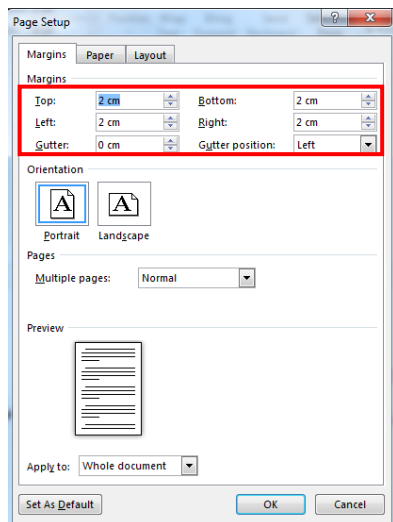 Page Setup
Margins Paper Layout
Margins
Top: 2 cm Bottom: 2 cm
Left: 2 cm Right: 2 cm
Gutter: 0 cm Gutter position: Left
Orientation
A A
Portrait Landscape
Pages
Multiple pages: Normal
Preview
Apply to: Whole document
Set As Default OK Cancel